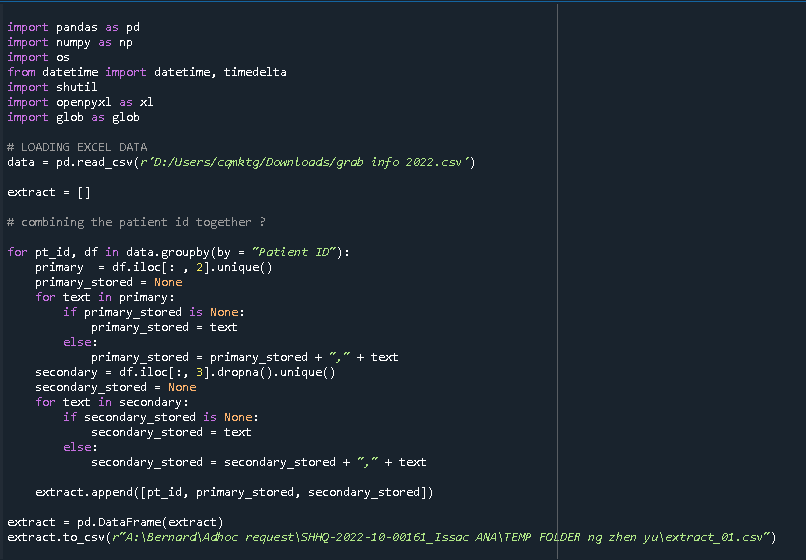 import pandas as pd
import numpy as np
import os
from datetime import datetime, timedelta
import shutil
import openpyxl as xl
import glob as glob
# LOADING EXCEL DATA
data = pd.read_csv(r'D:/Users/cqmktg/Downloads/grab info 2022.csv')
extract = []
# combining the patient id together ?
for pt_id, df in data.groupby(by = "Patient ID"):
    primary  = df.iloc[: , 2].unique()
    primary_stored = None
    for text in primary:
        if primary_stored is None:
            primary_stored = text
        else:
            primary_stored = primary_stored + "," + text
    secondary = df.iloc[:, 3].dropna().unique()
    secondary_stored = None
    for text in secondary:
        if secondary_stored is None:
            secondary_stored = text
        else:
            secondary_stored = secondary_stored + "," + text
    extract.append([pt_id, primary_stored, secondary_stored])
extract = pd.DataFrame(extract)
extract.to_csv(r"A:\Bernard\Adhoc request\SHHQ-2022-10-00161_Issac ANA\TEMP FOLDER ng zhen yu\extract_01.csv")